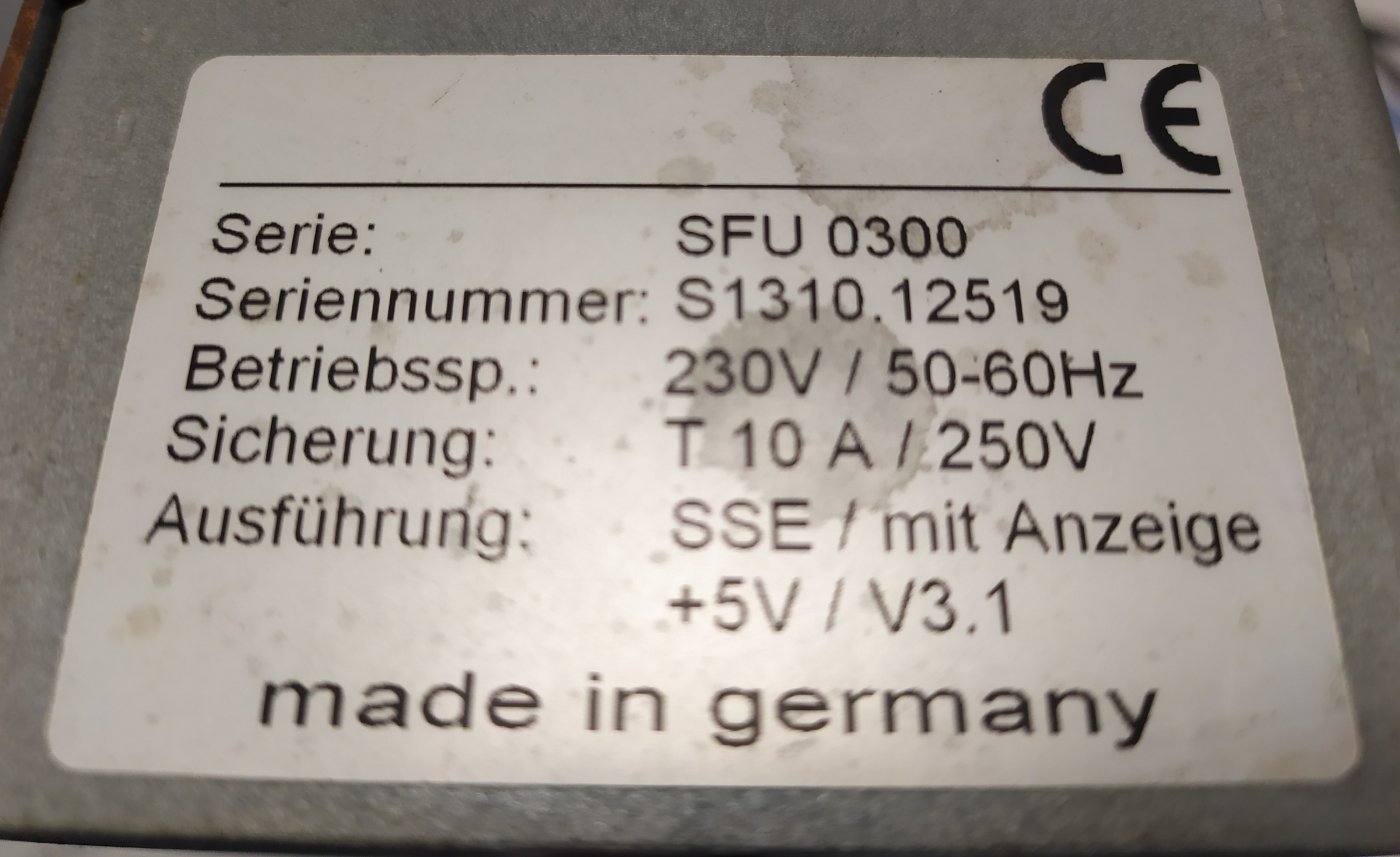 CE
Serie: SFU 0300
Seriennummer: S1310.12519
Betriebssp.: 230V / 50-60Hz
Sicherung: T 10 A / 250V
Ausführung: SSE / mit Anzeige
+5V / V3.1
made in germany